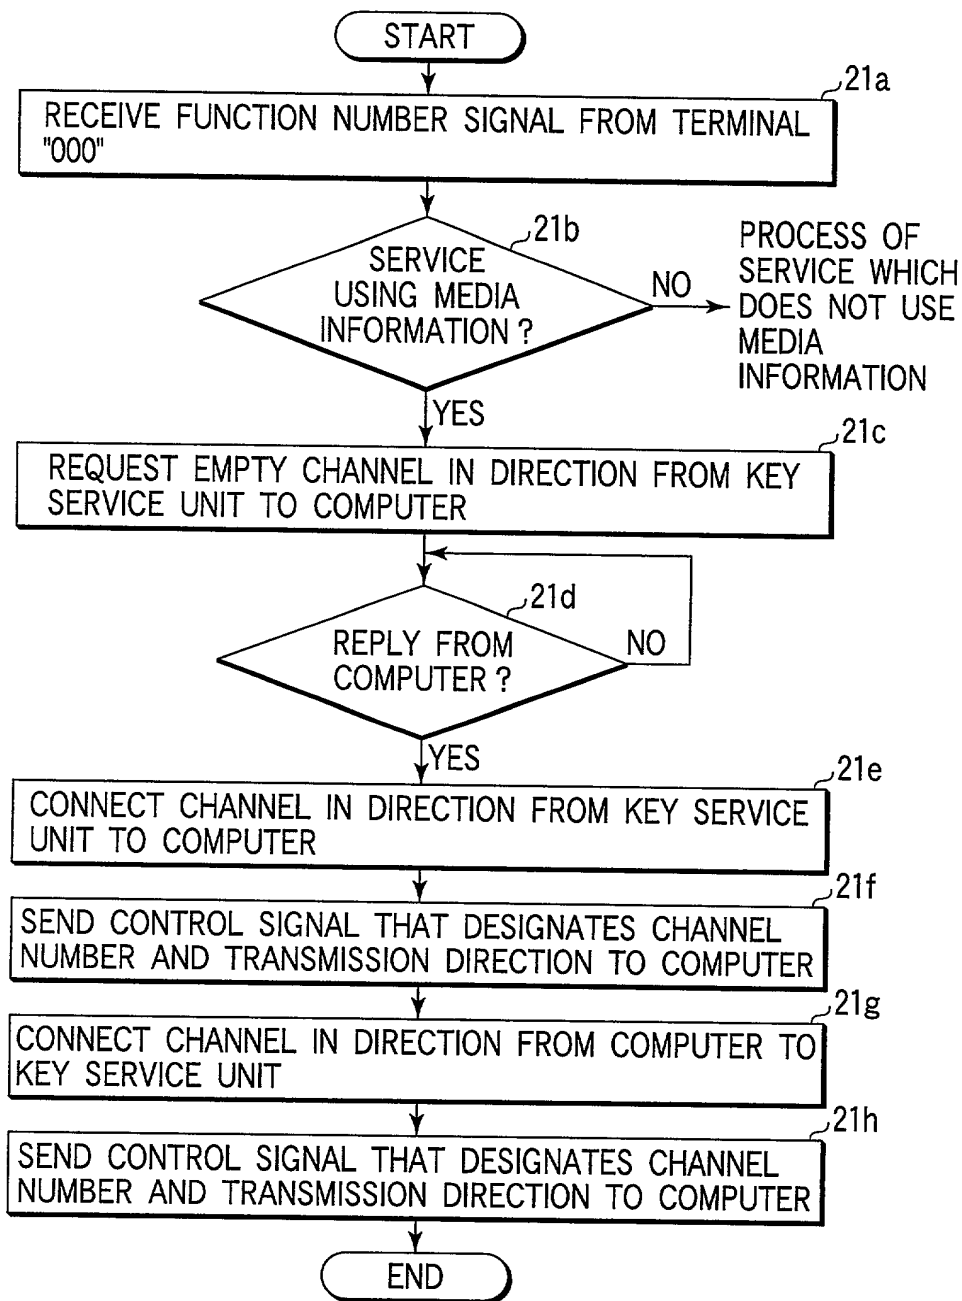 START
21a
RECEIVE FUNCTION NUMBER SIGNAL FROM TERMINAL
"000"
21b
SERVICE
USING MEDIA
INFORMATION ?
NO
PROCESS OF
SERVICE WHICH
DOES NOT USE
MEDIA
INFORMATION
YES
21c
REQUEST EMPTY CHANNEL IN DIRECTION FROM KEY
SERVICE UNIT TO COMPUTER
21d
REPLY FROM
COMPUTER ?
NO
YES
21e
CONNECT CHANNEL IN DIRECTION FROM KEY SERVICE
UNIT TO COMPUTER
21f
SEND CONTROL SIGNAL THAT DESIGNATES CHANNEL
NUMBER AND TRANSMISSION DIRECTION TO COMPUTER
21g
CONNECT CHANNEL IN DIRECTION FROM COMPUTER TO
KEY SERVICE UNIT
21h
SEND CONTROL SIGNAL THAT DESIGNATES CHANNEL
NUMBER AND TRANSMISSION DIRECTION TO COMPUTER
END